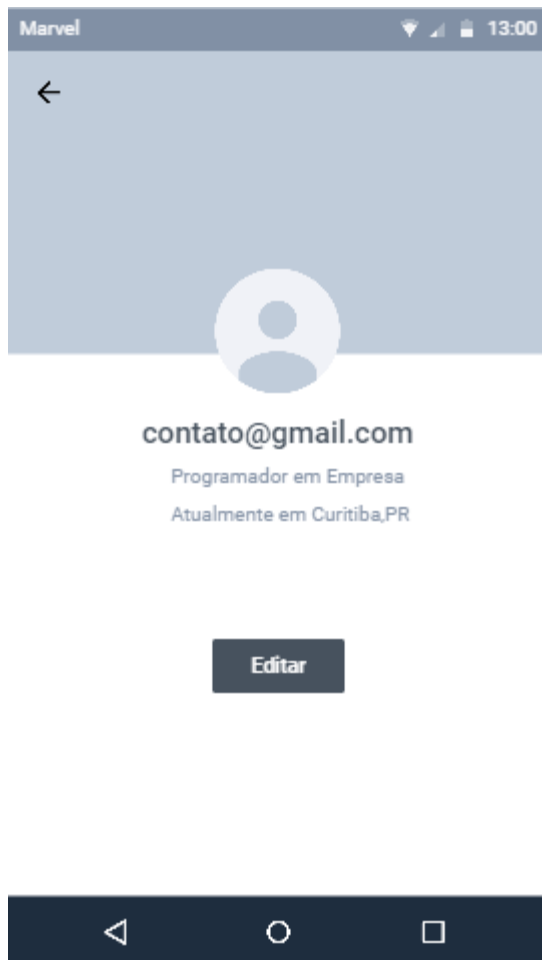 Marvel 13:00
contato@gmail.com
Programador em Empresa
Atualmente em Curitiba,PR
Editar